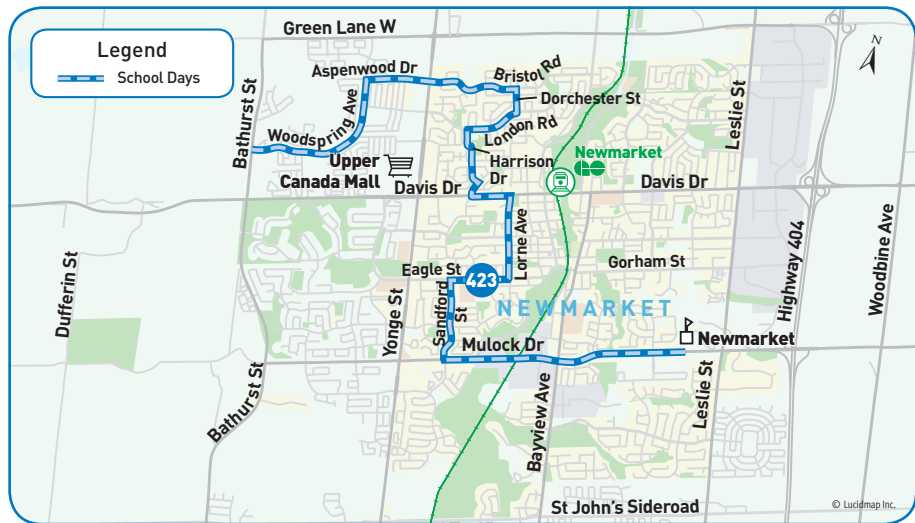 Green Lane W
Legend
School Days
N
Aspenwood Dr
Bristol Rd
Dorchester St
Woodspring Ave
London Rd
Bathurst St
Leslie St
Harrison
Dr
Upper
Canada Mall
Newmarket
Davis Dr
Davis Dr
Lorne Ave
Dufferin St
Eagle St
423
Gorham St
Highway 404
Woodbine Ave
Sandford
St
NEWMARKET
Yonge St
Mulock Dr
Newmarket
Bathurst St
Bayview Ave
Leslie St
St John's Sideroad
© Lucidmap Inc.